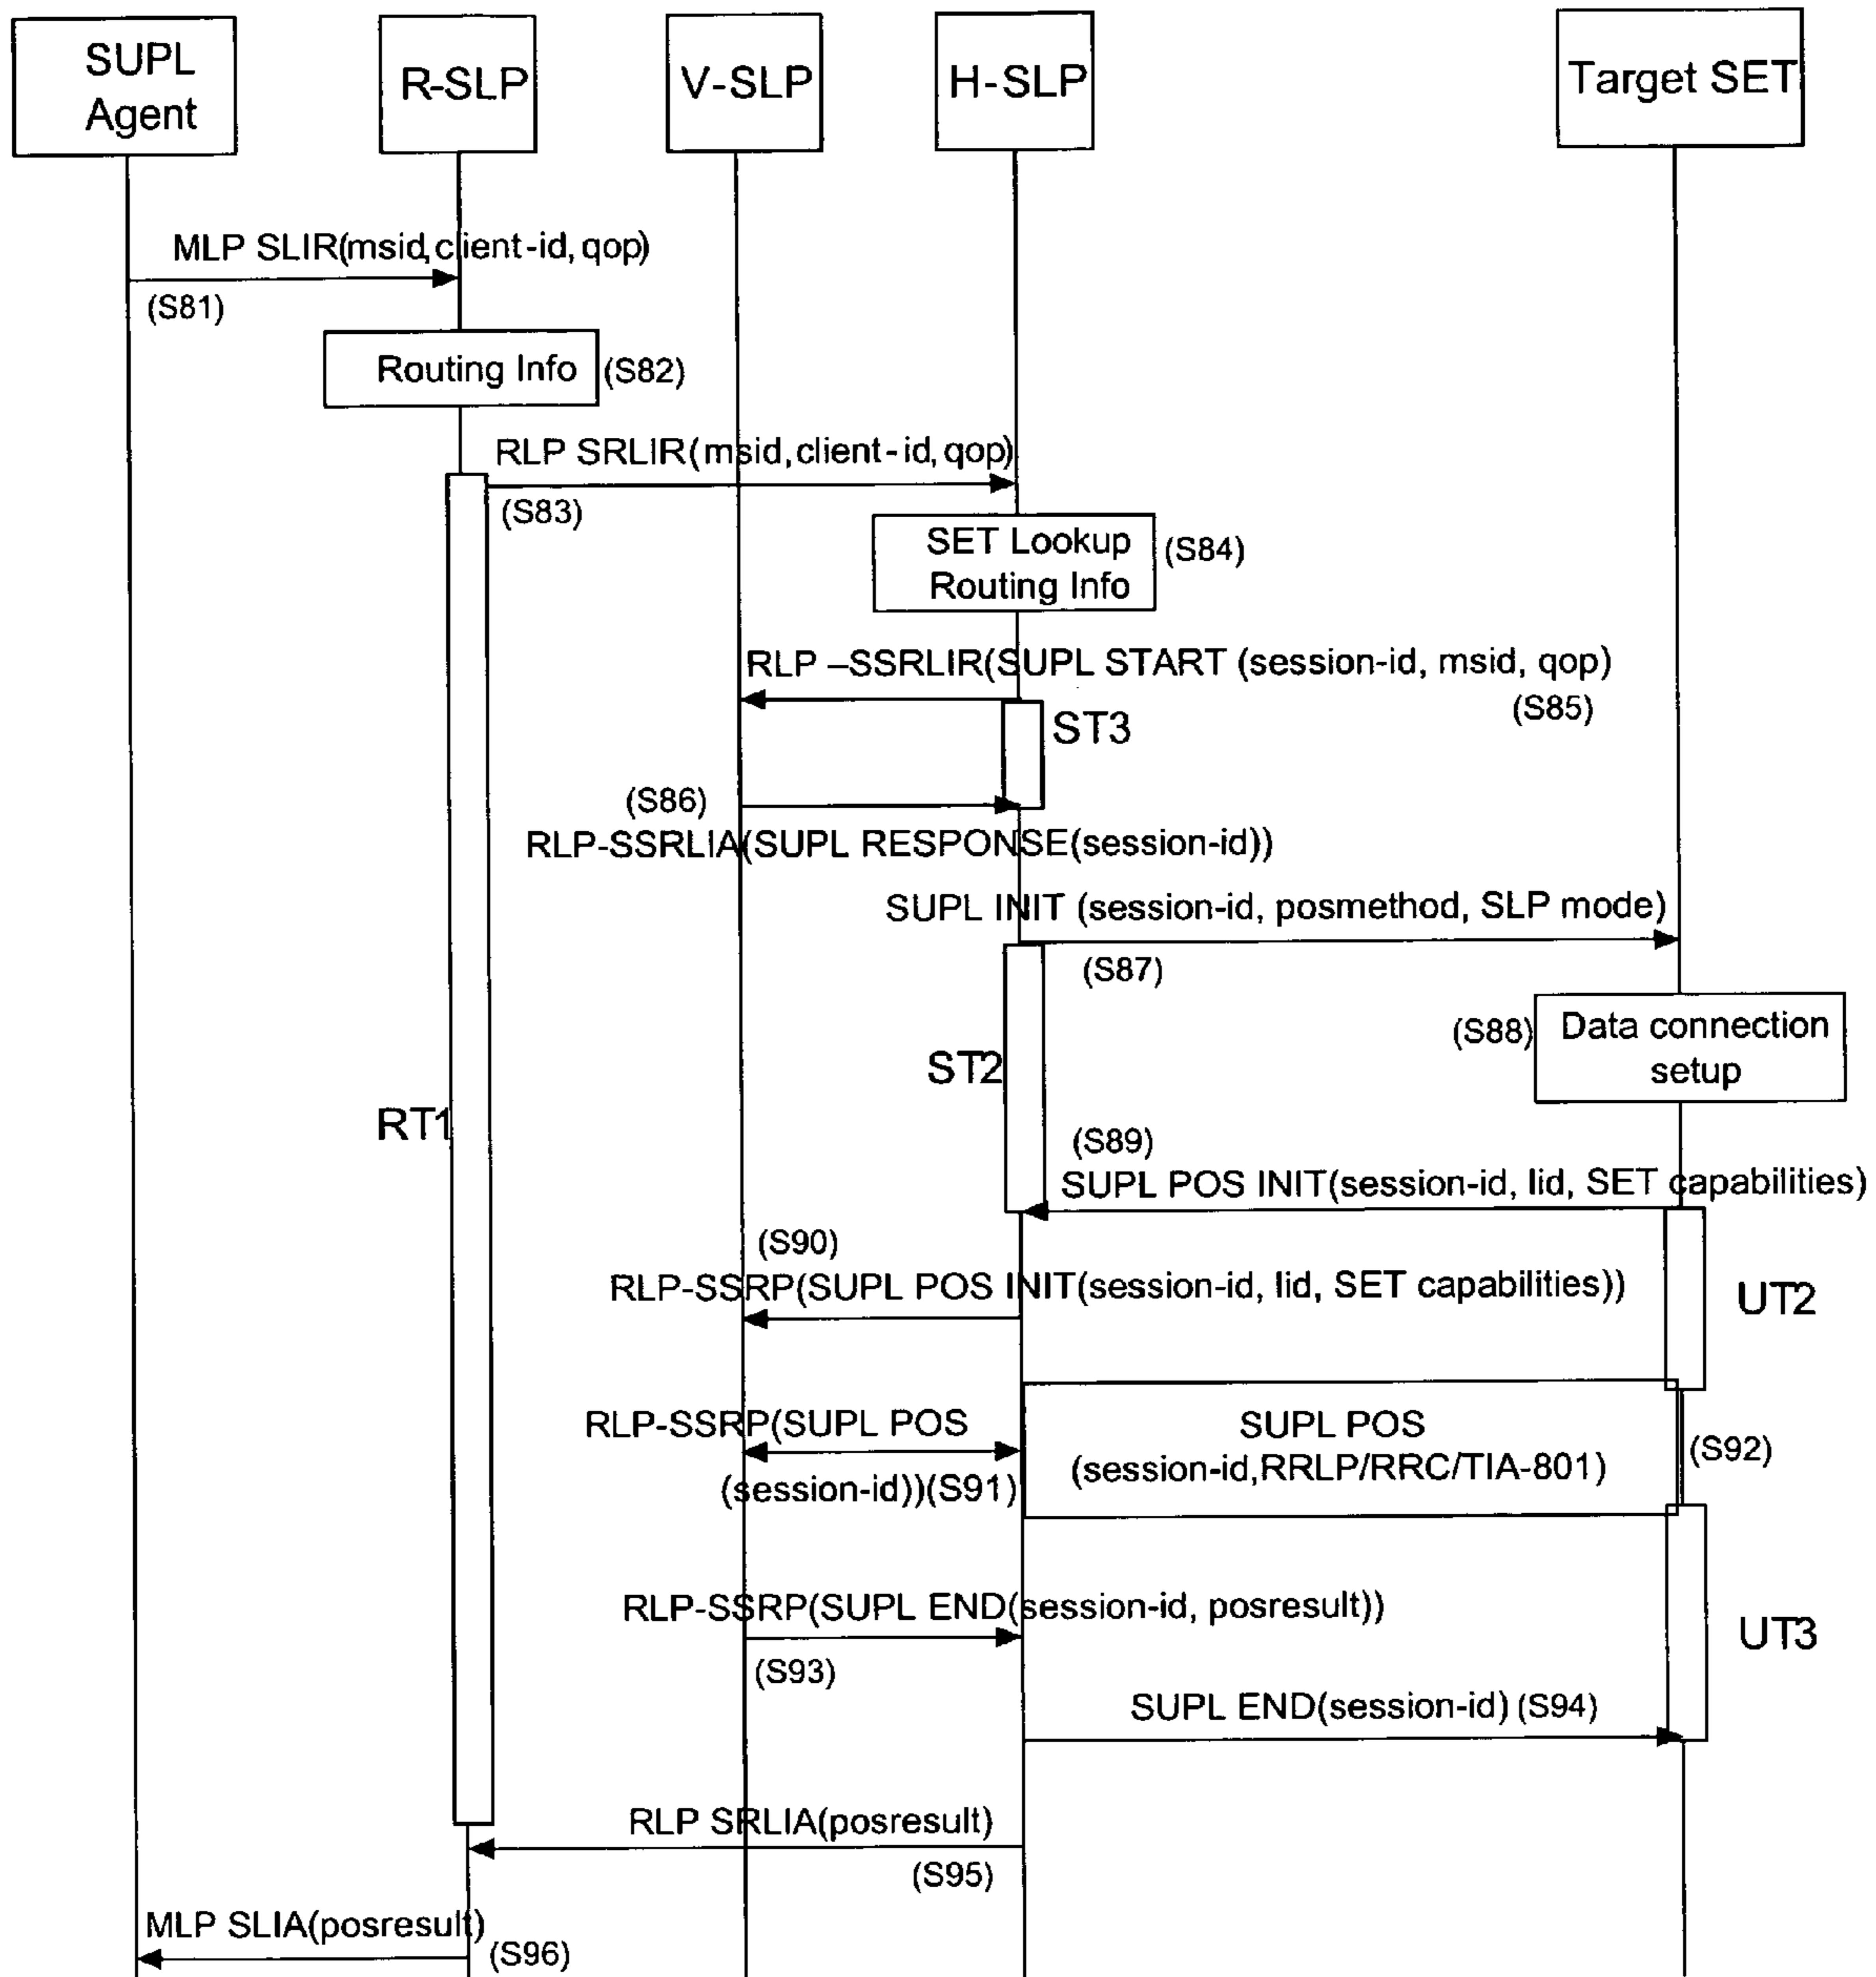 SUPL
Agent
R-SLP
V-SLP
H-SLP
Target SET
MLP SLIR(msid,client-id, qop)
(S81)
Routing Info
(S82)
RLP SRLIR(msid,client-id,qop)
(S83)
SET Lookup
Routing Info
(S84)
RLP –SSRLIR(SUPL START (session-id, msid, qop)
(S85)
ST3
(S86)
RLP-SSRLIA(SUPL RESPONSE(session-id))
SUPL INIT (session-id, posmethod, SLP mode)
(S87)
(S88)
Data connection
setup
ST2
RT1
(S89)
SUPL POS INIT(session-id, lid, SET capabilities)
(S90)
RLP-SSRP(SUPL POS INIT(session-id, lid, SET capabilities))
UT2
RLP-SSRP(SUPL POS
(session-id))(S91)
SUPL POS
(session-id,RRLP/RRC/TIA-801)
(S92)
RLP-SSRP(SUPL END(session-id, posresult))
(S93)
UT3
SUPL END(session-id) (S94)
RLP SRLIA(posresult)
(S95)
MLP SLIA(posresult)
(S96)